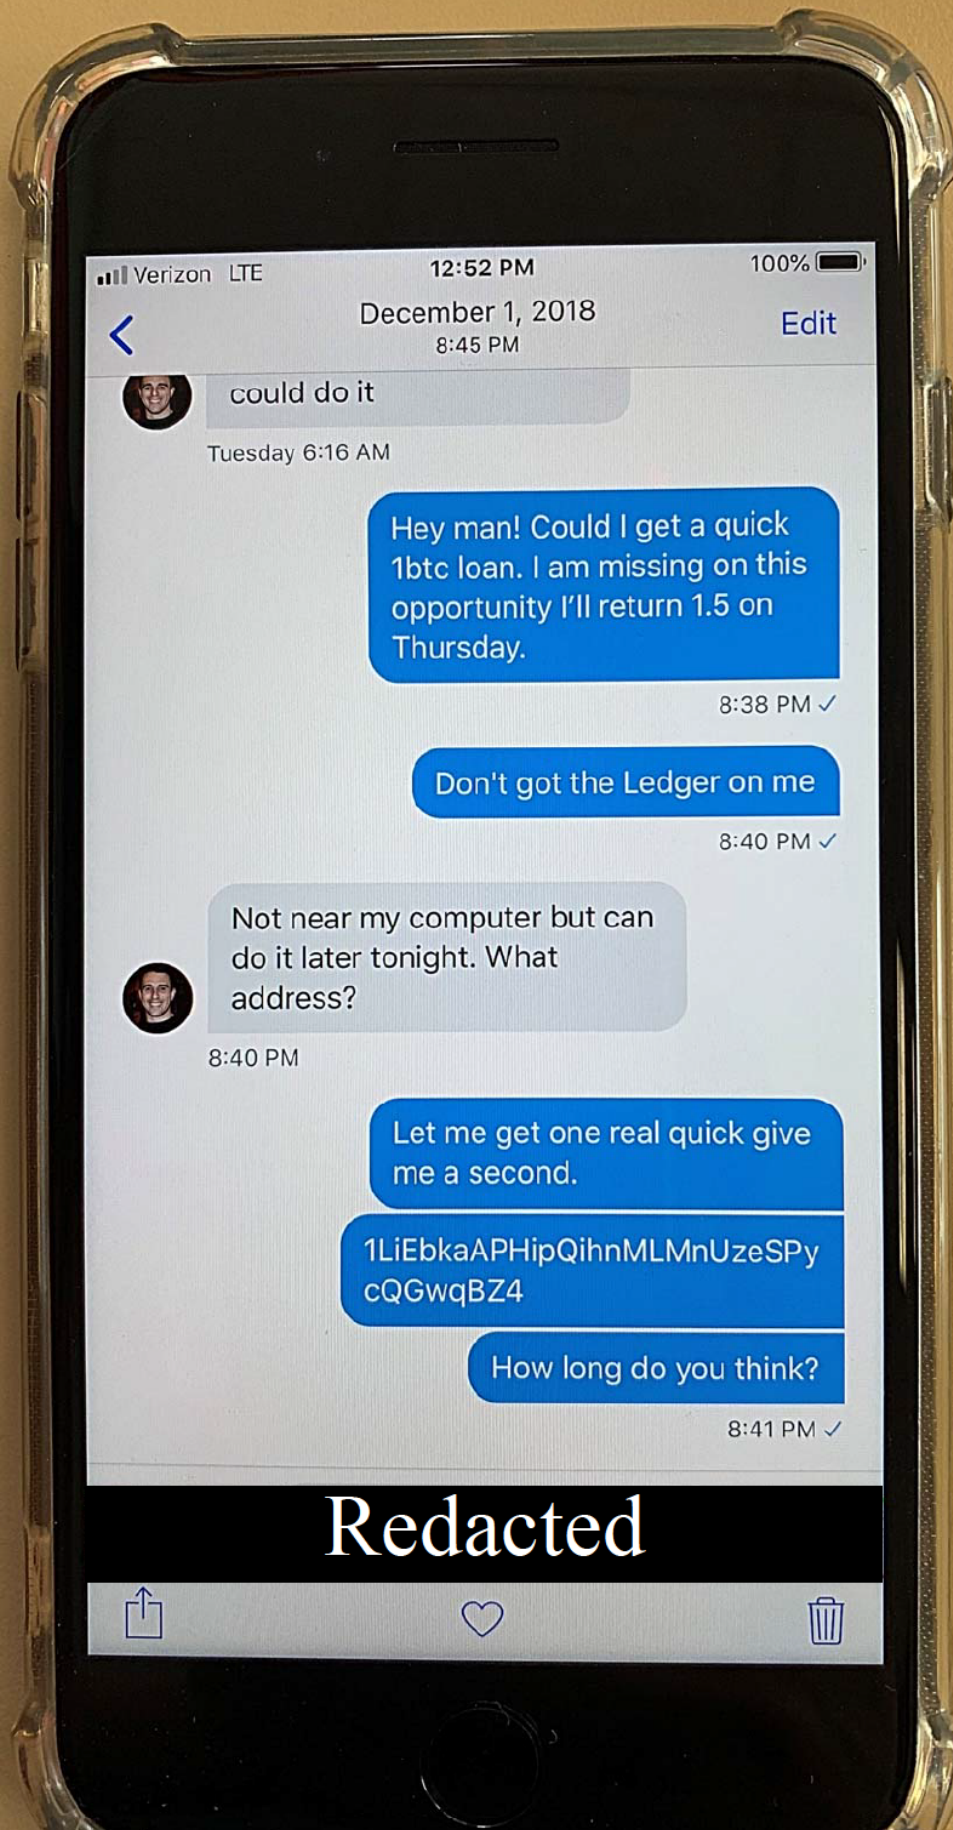 Verizon LTE 12:52 PM 100%
December 1, 2018 Edit
8:45 PM
could do it
Tuesday 6:16 AM
Hey man! Could I get a quick
1btc loan. I am missing on this
opportunity I'll return 1.5 on
Thursday.
8:38 PM
Don't got the Ledger on me
8:40 PM
Not near my computer but can
do it later tonight. What
address?
8:40 PM
Let me get one real quick give
me a second.
1LiEbkaAPHipQihnMLMnUzeSPy
cQGwqBZ4
How long do you think?
8:41 PM
Redacted